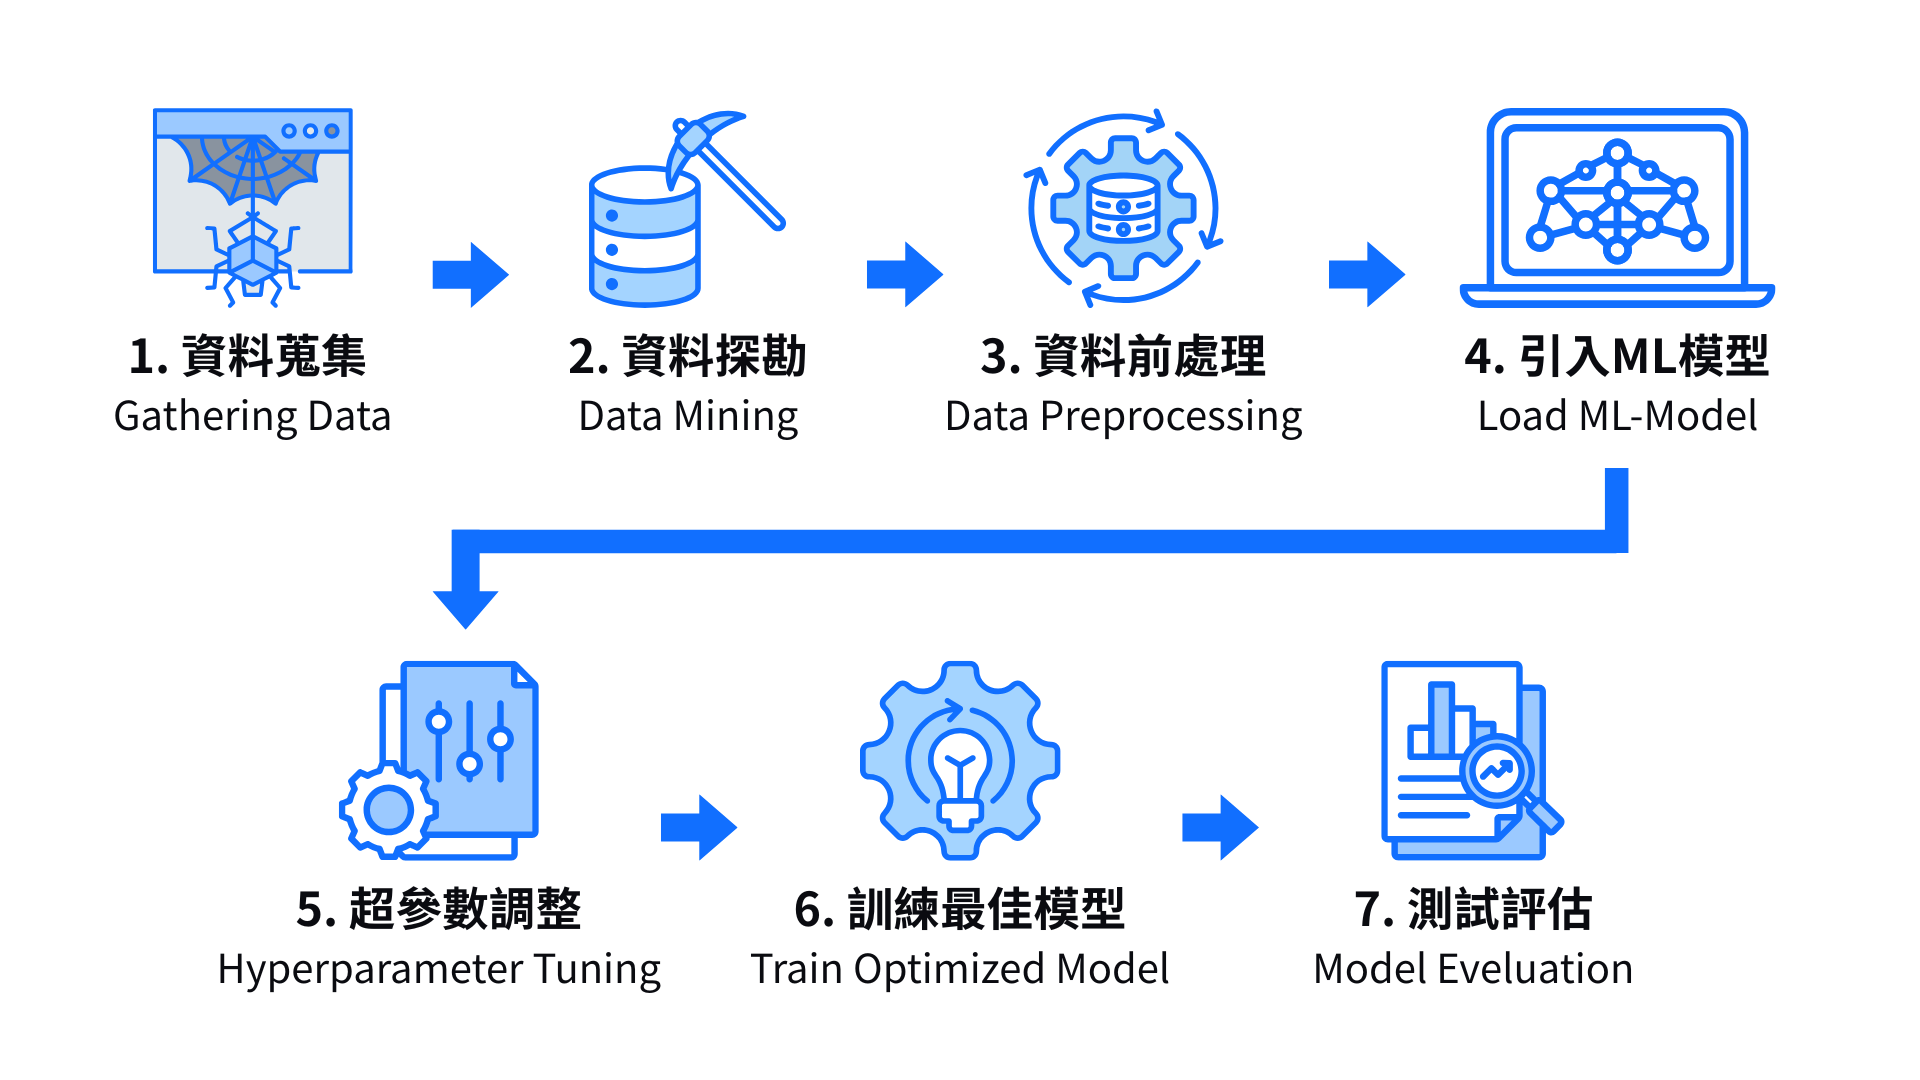 1. 資料蒐集
Gathering Data
2. 資料探勘
Data Mining
3. 資料前處理
Data Preprocessing
4. 引入ML模型
Load ML-Model
5. 超參數調整
Hyperparameter Tuning
6. 訓練最佳模型
Train Optimized Model
7. 測試評估
Model Eveluation